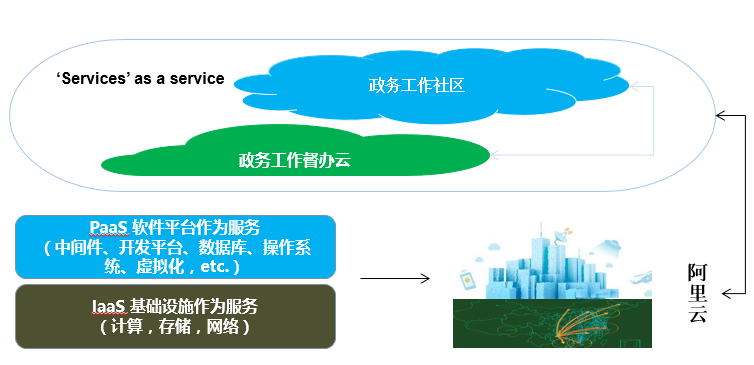 ‘Services’ as a service
政务工作社区
政务工作督办云
PaaS 软件平台作为服务
（中间件、开发平台、数据库、操作系
统、虚拟化，etc.）
IaaS 基础设施作为服务
（计算，存储，网络）
阿里云